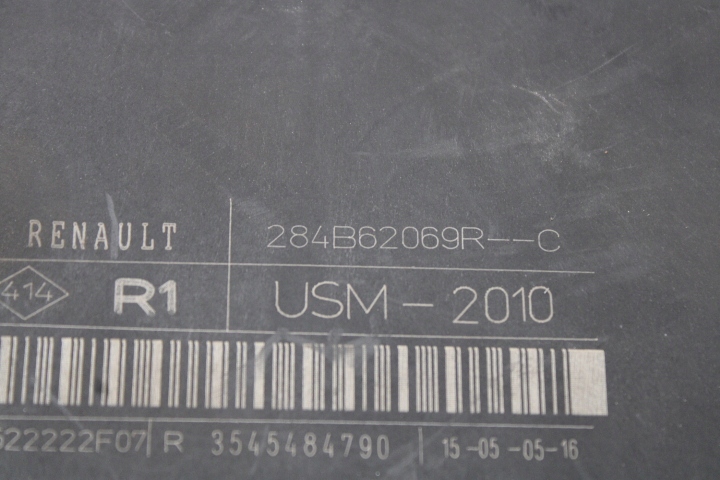 RENAULT 284B62069R--C
414 R1 USM - 2010
522222F07 R 3545484790 15-05-05-16